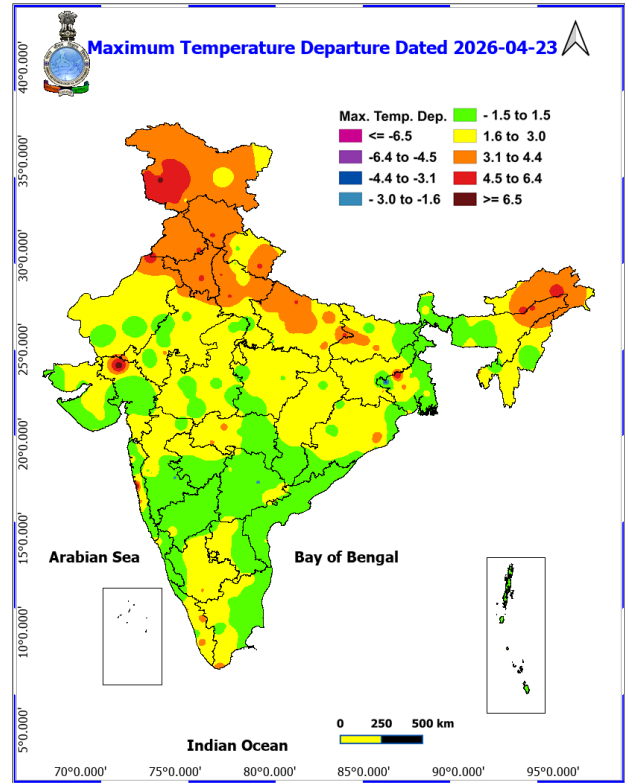 Maximum Temperature Departure Dated 2026-04-23
Max. Temp. Dep.
<= -6.5
-6.4 to -4.5
-4.4 to -3.1
- 3.0 to -1.6
- 1.5 to 1.5
1.6 to 3.0
3.1 to 4.4
4.5 to 6.4
>= 6.5
40°0.000'
35°0.000'
30°0.000'
25°0.000'
20°0.000'
15°0.000'
10°0.000'
5°0.000'
Arabian Sea
Bay of Bengal
Indian Ocean
0 250 500 km
70°0.000' 75°0.000' 80°0.000' 85°0.000' 90°0.000' 95°0.000'